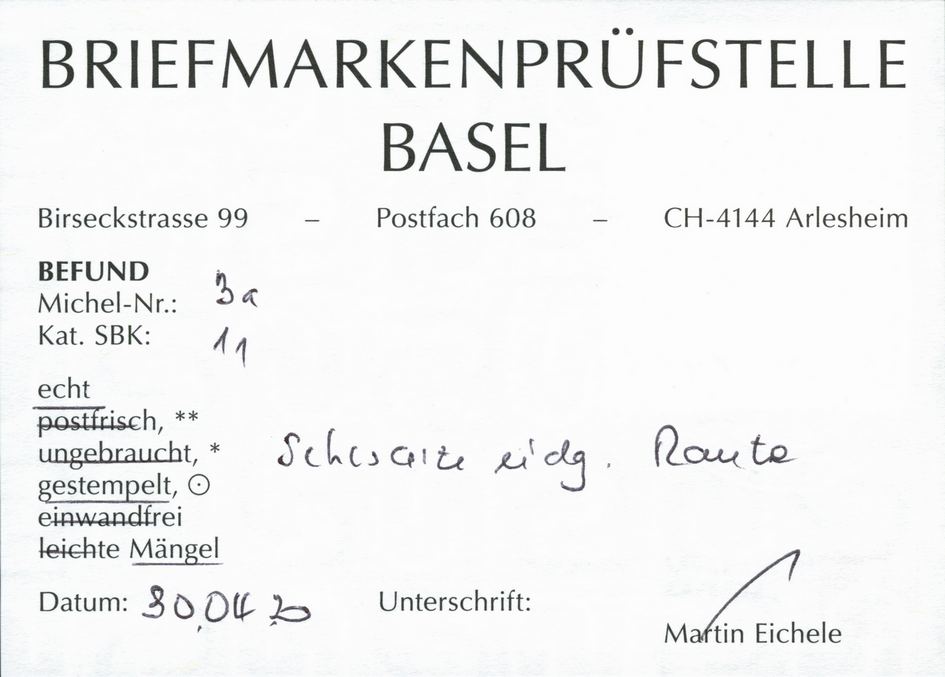 BRIEFMARKENPRÜFSTELLE
BASEL
Birseckstrasse 99 – Postfach 608 – CH-4144 Arlesheim
BEFUND
Michel-Nr.: 3a
Kat. SBK: 11
echt
postfrisch, **
ungebraucht, * Schwarze eidg. Raute
gestempelt, ⊙
einwandfrei
leichte Mängel
Datum: 30.04.20 Unterschrift:
Martin Eichele